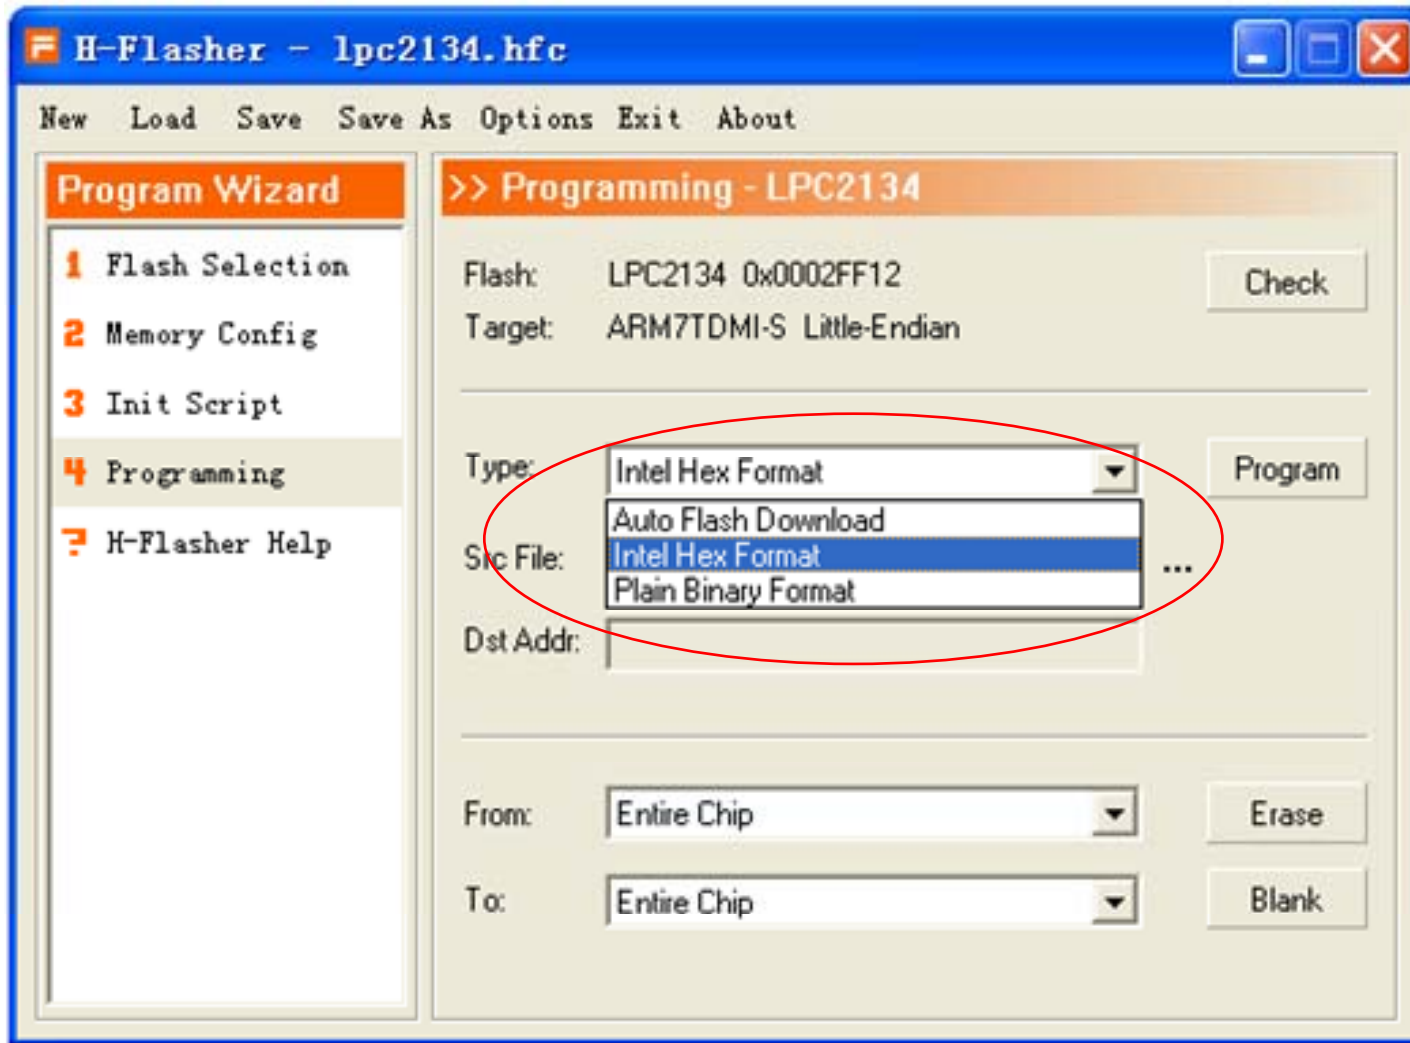 H-Flasher - lpc2134.hfc
New Load Save Save As Options Exit About
Program Wizard
1 Flash Selection
2 Memory Config
3 Init Script
4 Programming
? H-Flasher Help
>> Programming - LPC2134
Flash: LPC2134 0x0002FF12
Check
Target: ARM7TDMI-S Little-Endian
Type: Intel Hex Format
Program
Auto Flash Download
Intel Hex Format
Plain Binary Format
Src File:
...
Dst Addr:
From: Entire Chip
Erase
To: Entire Chip
Blank